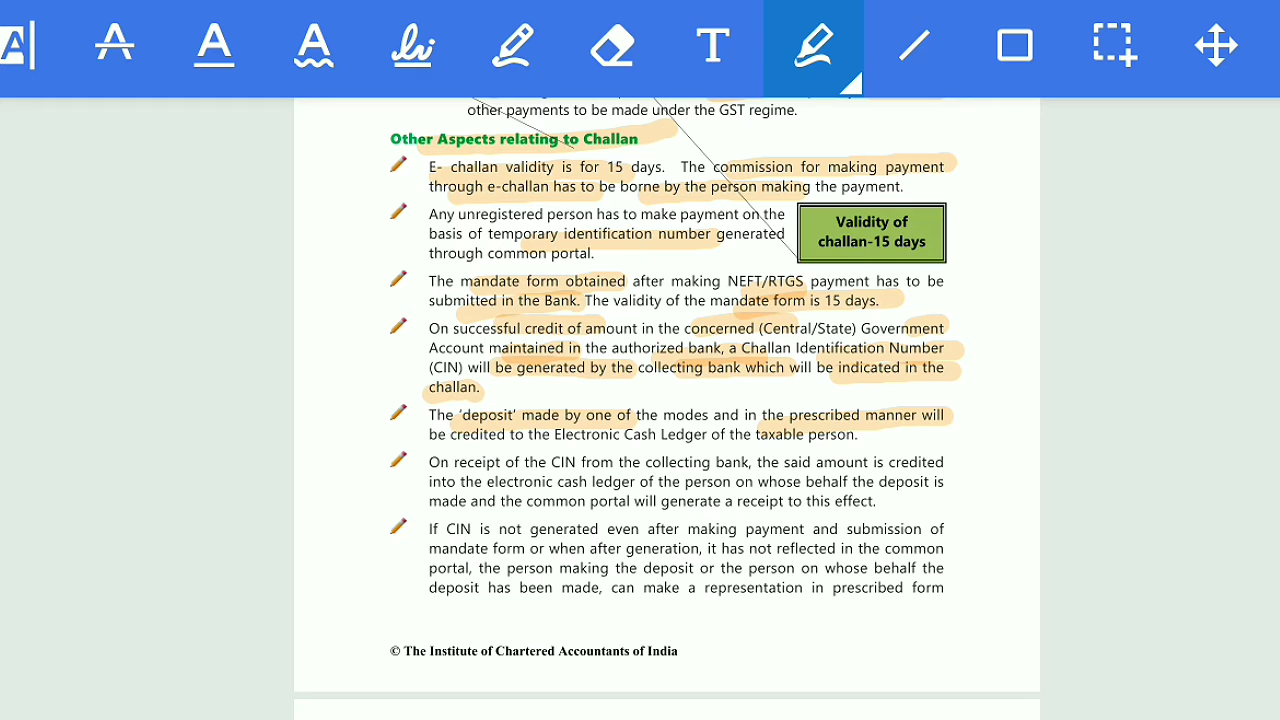 other payments to be made under the GST regime.
Other Aspects relating to Challan
E- challan validity is for 15 days. The commission for making payment
through e-challan has to be borne by the person making the payment.
Any unregistered person has to make payment on the
basis of temporary identification number generated
through common portal.
Validity of
challan-15 days
The mandate form obtained after making NEFT/RTGS payment has to be
submitted in the Bank. The validity of the mandate form is 15 days.
On successful credit of amount in the concerned (Central/State) Government
Account maintained in the authorized bank, a Challan Identification Number
(CIN) will be generated by the collecting bank which will be indicated in the
challan.
The ‘deposit’ made by one of the modes and in the prescribed manner will
be credited to the Electronic Cash Ledger of the taxable person.
On receipt of the CIN from the collecting bank, the said amount is credited
into the electronic cash ledger of the person on whose behalf the deposit is
made and the common portal will generate a receipt to this effect.
If CIN is not generated even after making payment and submission of
mandate form or when after generation, it has not reflected in the common
portal, the person making the deposit or the person on whose behalf the
deposit has been made, can make a representation in prescribed form
© The Institute of Chartered Accountants of India